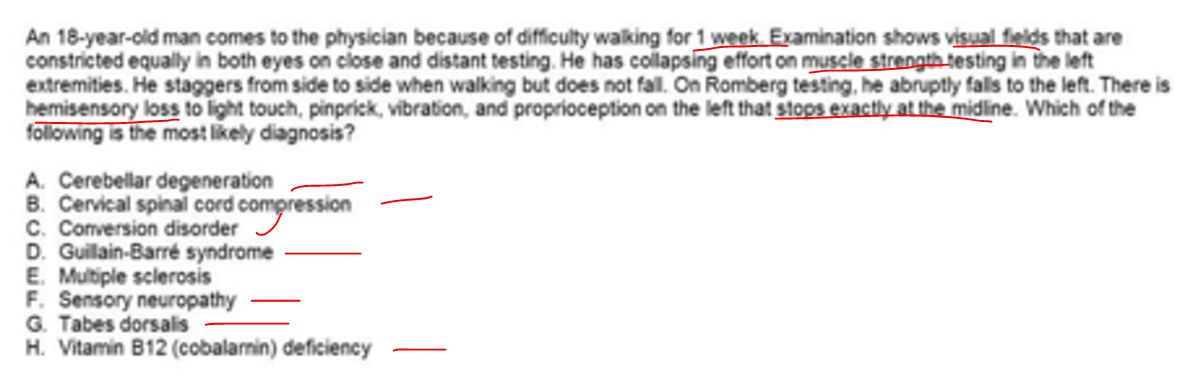 An 18-year-old man comes to the physician because of difficulty walking for 1 week. Examination shows visual fields that are
constricted equally in both eyes on close and distant testing. He has collapsing effort on muscle strength testing in the left
extremities. He staggers from side to side when walking but does not fall. On Romberg testing, he abruptly falls to the left. There is
hemisensory loss to light touch, pinprick, vibration, and proprioception on the left that stops exactly at the midline. Which of the
following is the most likely diagnosis?
A. Cerebellar degeneration
B. Cervical spinal cord compression
C. Conversion disorder
D. Guillain-Barré syndrome
E. Multiple sclerosis
F. Sensory neuropathy
G. Tabes dorsalis
H. Vitamin B12 (cobalamin) deficiency